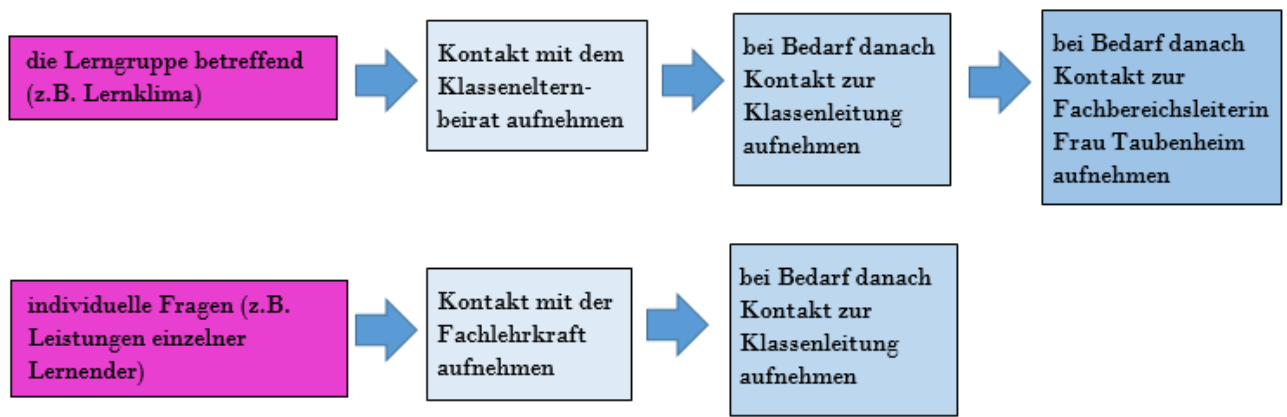 die Lerngruppe betreffend
(z.B. Lernklima)
Kontakt mit dem
Klasseneltern-
beirat aufnehmen
bei Bedarf danach
Kontakt zur
Klassenleitung
aufnehmen
bei Bedarf danach
Kontakt zur
Fachbereichsleiterin
Frau Taubenheim
aufnehmen
individuelle Fragen (z.B.
Leistungen einzelner
Lernender)
Kontakt mit der
Fachlehrkraft
aufnehmen
bei Bedarf danach
Kontakt zur
Klassenleitung
aufnehmen